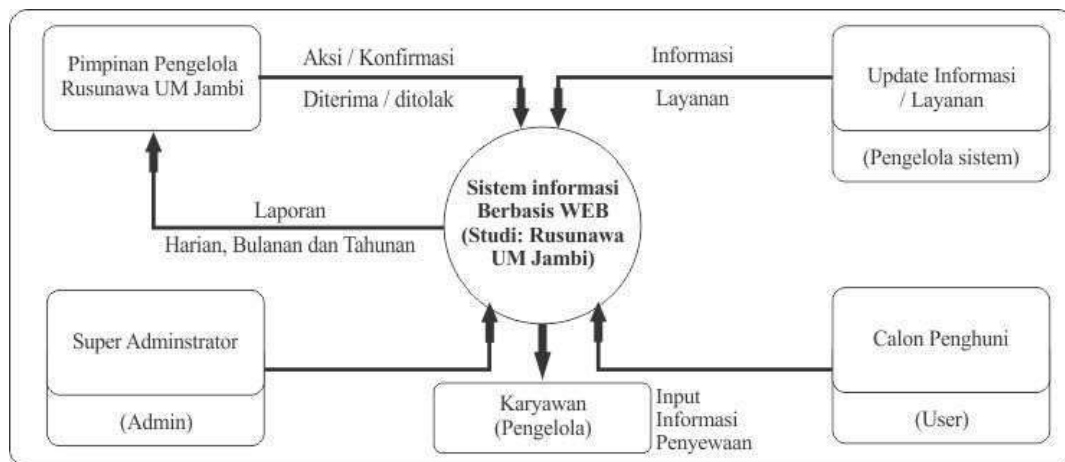 Pimpinan Pengelola
Rusunawa UM Jambi
Aksi / Konfirmasi
Diterima / ditolak
Informasi
Layanan
Update Informasi
/ Layanan
(Pengelola sistem)
Sistem informasi
Berbasis WEB
(Studi: Rusunawa
UM Jambi)
Laporan
Harian, Bulanan dan Tahunan
Super Adminstrator
(Admin)
Karyawan
(Pengelola)
Input
Informasi
Penyewaan
Calon Penghuni
(User)